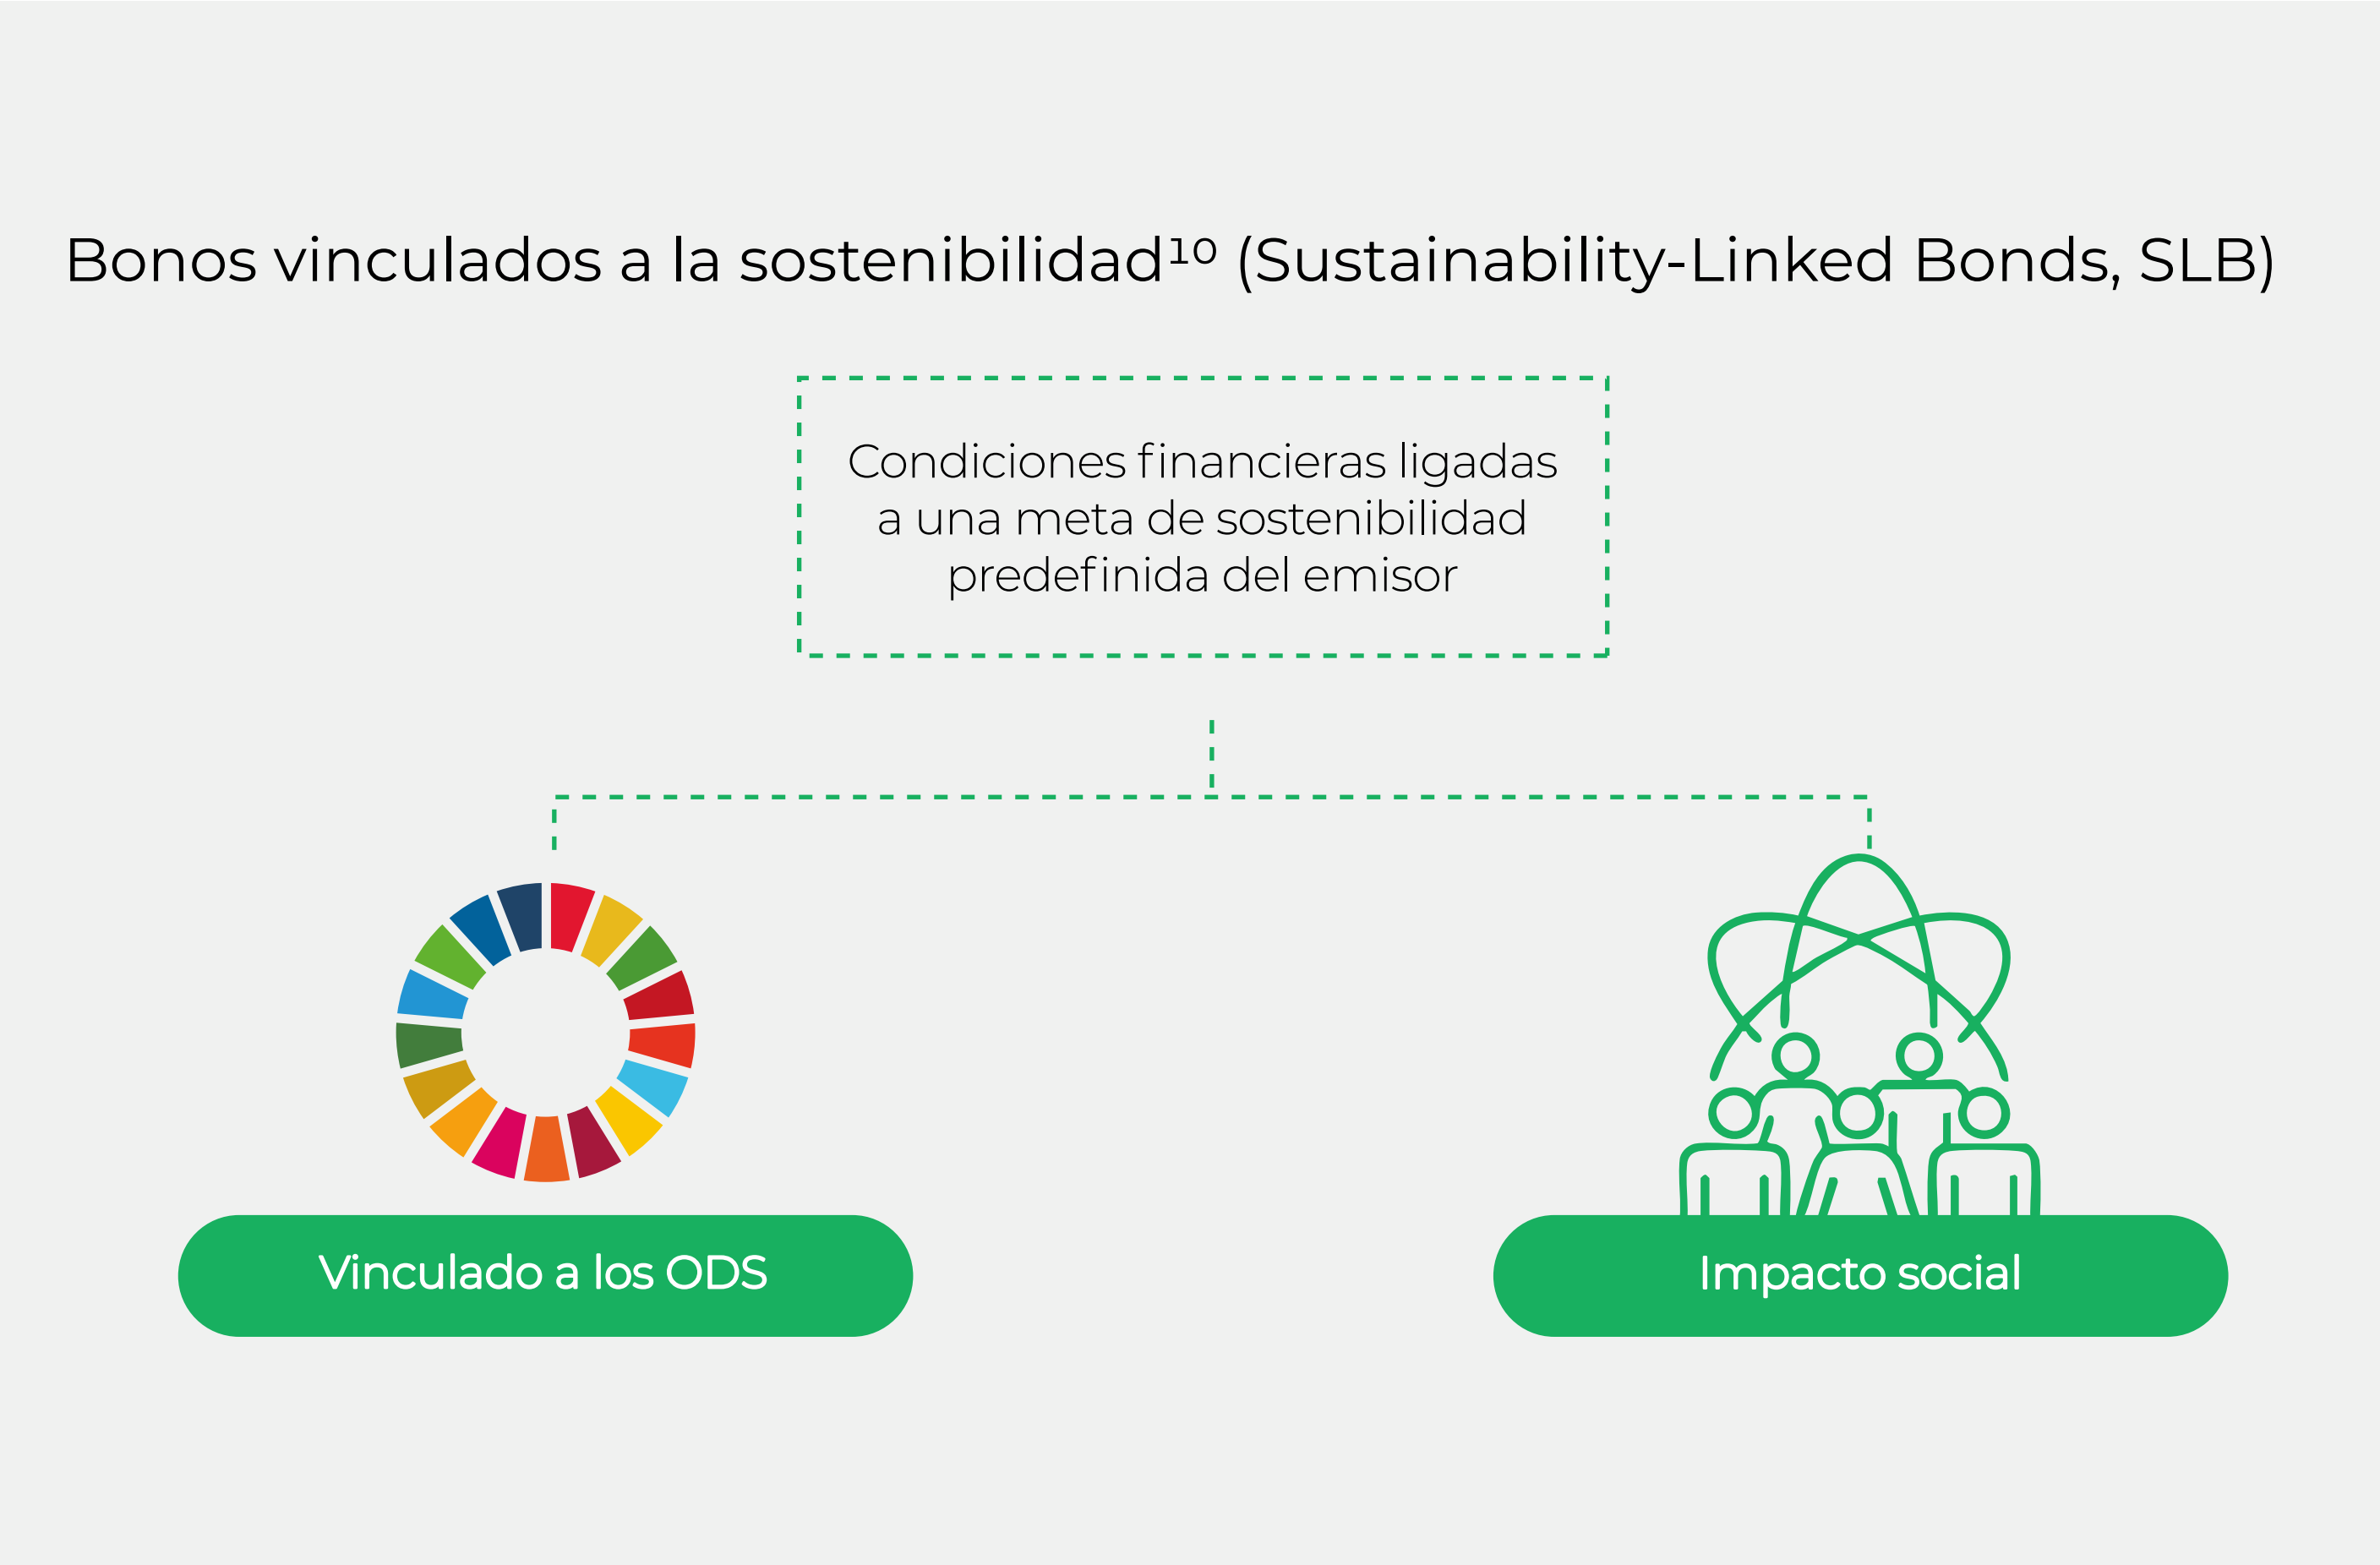 Bonos vinculados a la sostenibilidad¹⁰ (Sustainability-Linked Bonds, SLB)
Condiciones financieras ligadas
a una meta de sostenibilidad
predefinida del emisor
Vinculado a los ODS
Impacto social